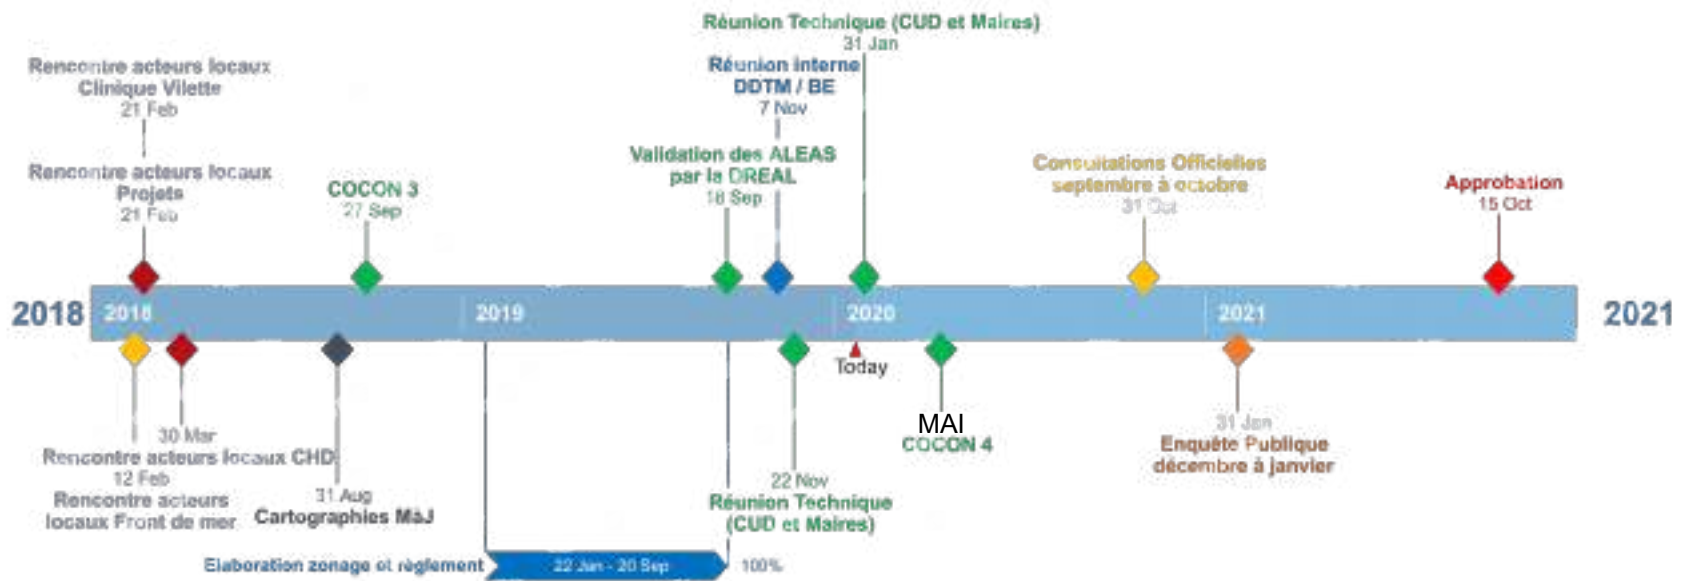 Réunion Technique (CUD et Maires)
31 Jan
Rencontre acteurs locaux
Clinique Vilette
21 Feb
Réunion interne
DDTM / BE
7 Nov
Rencontre acteurs locaux
Projets
21 Feb
COCON 3
27 Sep
Validation des ALEAS
par la DREAL
18 Sep
Consultations Officielles
septembre à octobre
31 Oct
Approbation
15 Oct
2018
2018
2019
2020
2021
2021
Today
30 Mar
Rencontre acteurs locaux CHD
12 Feb
Rencontre acteurs
locaux Front de mer
31 Aug
Cartographies MàJ
MAI
COCON 4
22 Nov
Réunion Technique
(CUD et Maires)
31 Jan
Enquête Publique
décembre à janvier
Elaboration zonage et règlement
22 Jan - 20 Sep
100%